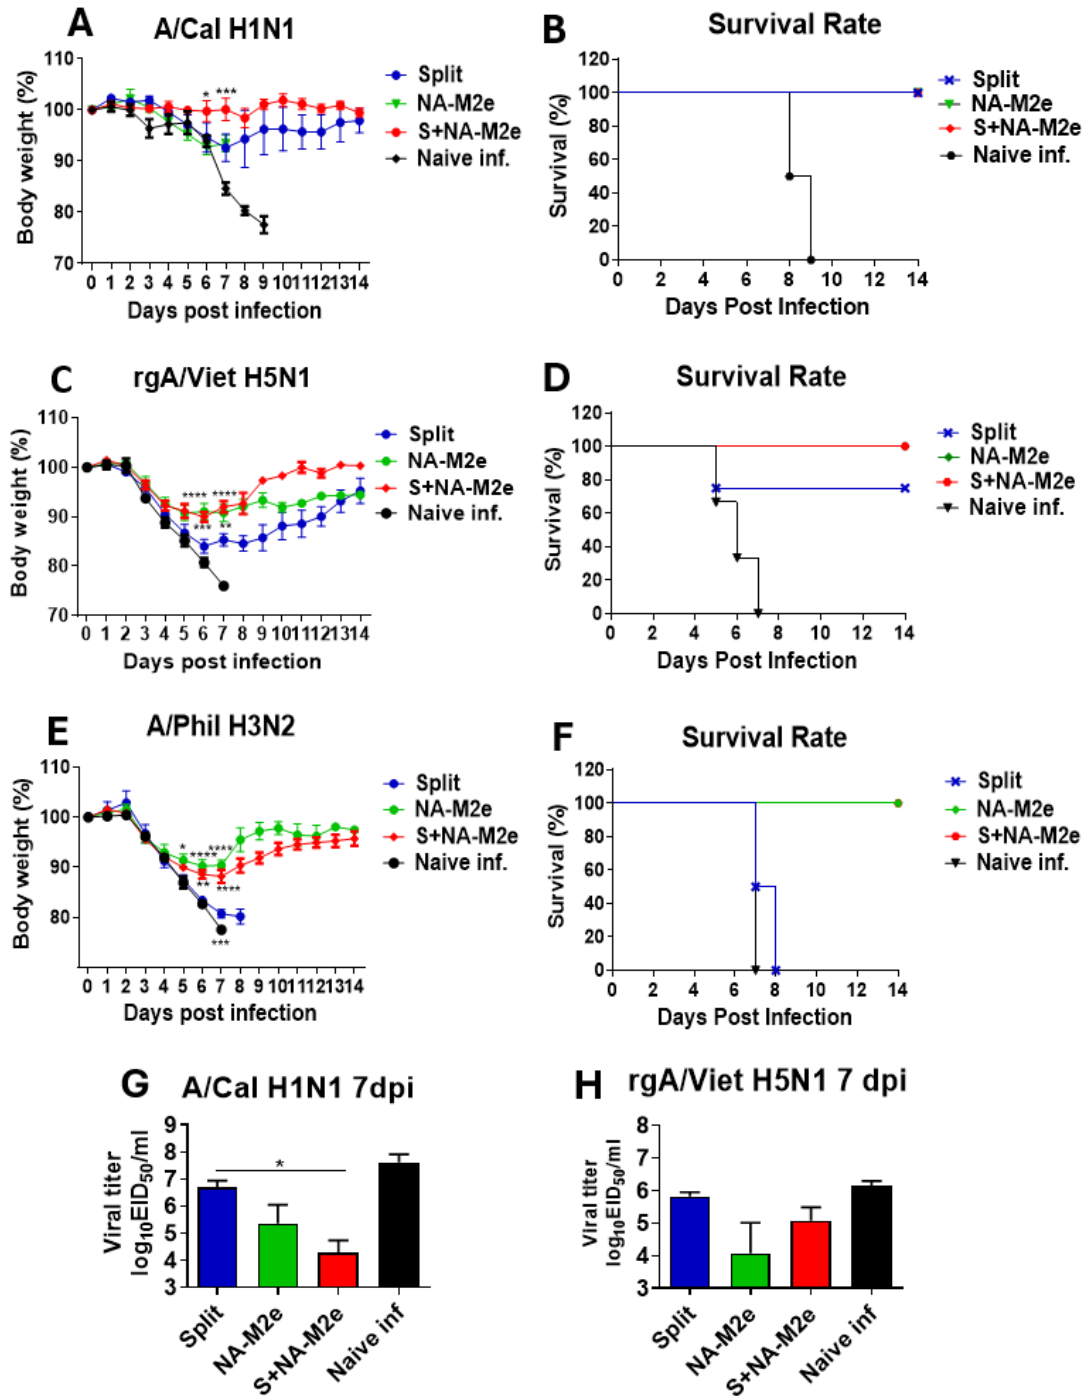 A
A/Cal H1N1
110
100
90
80
70
Body weight (%)
* ***
0 1 2 3 4 5 6 7 8 9 10 11 12 13 14
Days post infection
Split
NA-M2e
S+NA-M2e
Naive inf.
B
Survival Rate
120
100
80
60
40
20
0
Survival (%)
0 2 4 6 8 10 12 14
Days Post Infection
Split
NA-M2e
S+NA-M2e
Naive inf.
C
rgA/Viet H5N1
110
100
90
80
70
Body weight (%)
**** ****
*** **
0 1 2 3 4 5 6 7 8 9 10 11 12 13 14
Days post infection
Split
NA-M2e
S+NA-M2e
Naive inf.
D
Survival Rate
120
100
80
60
40
20
0
Survival (%)
0 2 4 6 8 10 12 14
Days Post Infection
Split
NA-M2e
S+NA-M2e
Naive inf.
E
A/Phil H3N2
110
100
90
80
Body weight (%)
* **** ****
** ****
***
0 1 2 3 4 5 6 7 8 9 10 11 12 13 14
Days post infection
Split
NA-M2e
S+NA-M2e
Naive inf.
F
Survival Rate
120
100
80
60
40
20
0
Survival (%)
0 2 4 6 8 10 12 14
Days Post Infection
Split
NA-M2e
S+NA-M2e
Naive inf.
G
A/Cal H1N1 7dpi
9
8
7
6
5
4
3
Viral titer
log10EID50/ml
*
Split
NA-M2e
S+NA-M2e
Naive inf
H
rgA/Viet H5N1 7 dpi
8
7
6
5
4
3
Viral titer
log10EID50/ml
Split
NA-M2e
S+NA-M2e
Naive inf